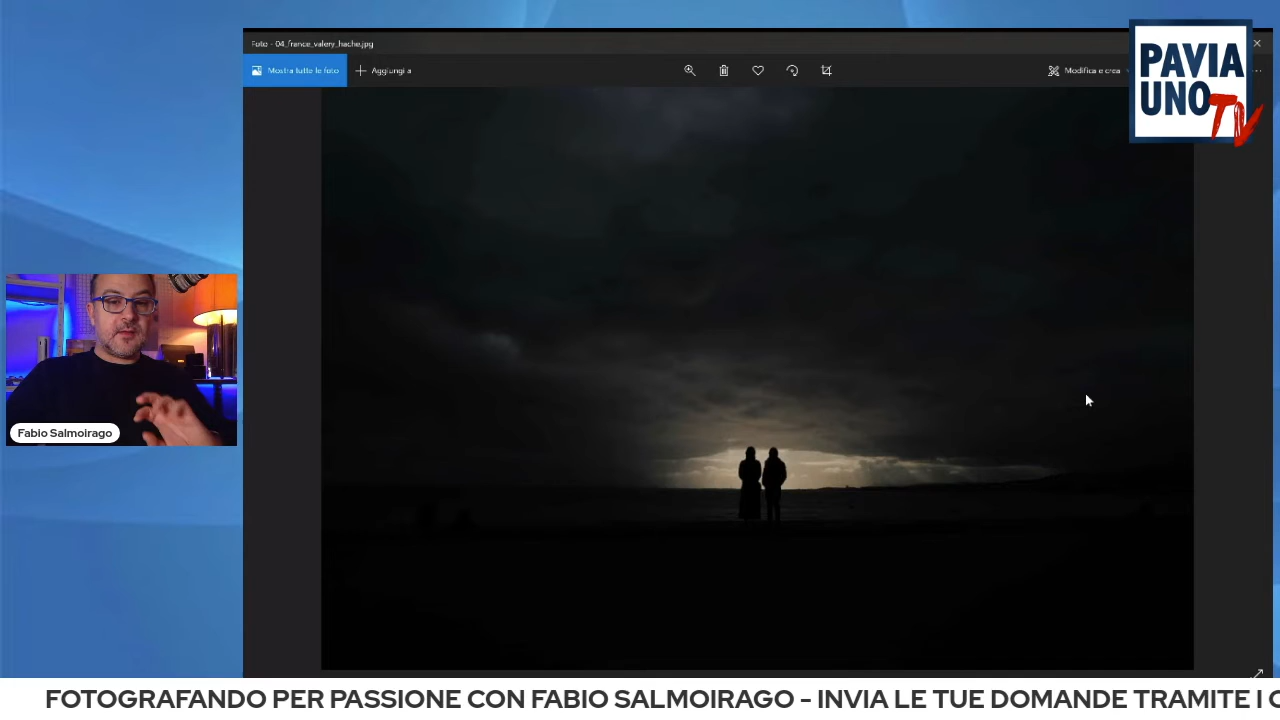 Foto - 04_france_valery_hache.jpg
Mostra tutte le foto
Aggiungi a
Modifica e crea
PAVIA
UNO TV
Fabio Salmoirago
FOTOGRAFANDO PER PASSIONE CON FABIO SALMOIRAGO - INVIA LE TUE DOMANDE TRAMITE I